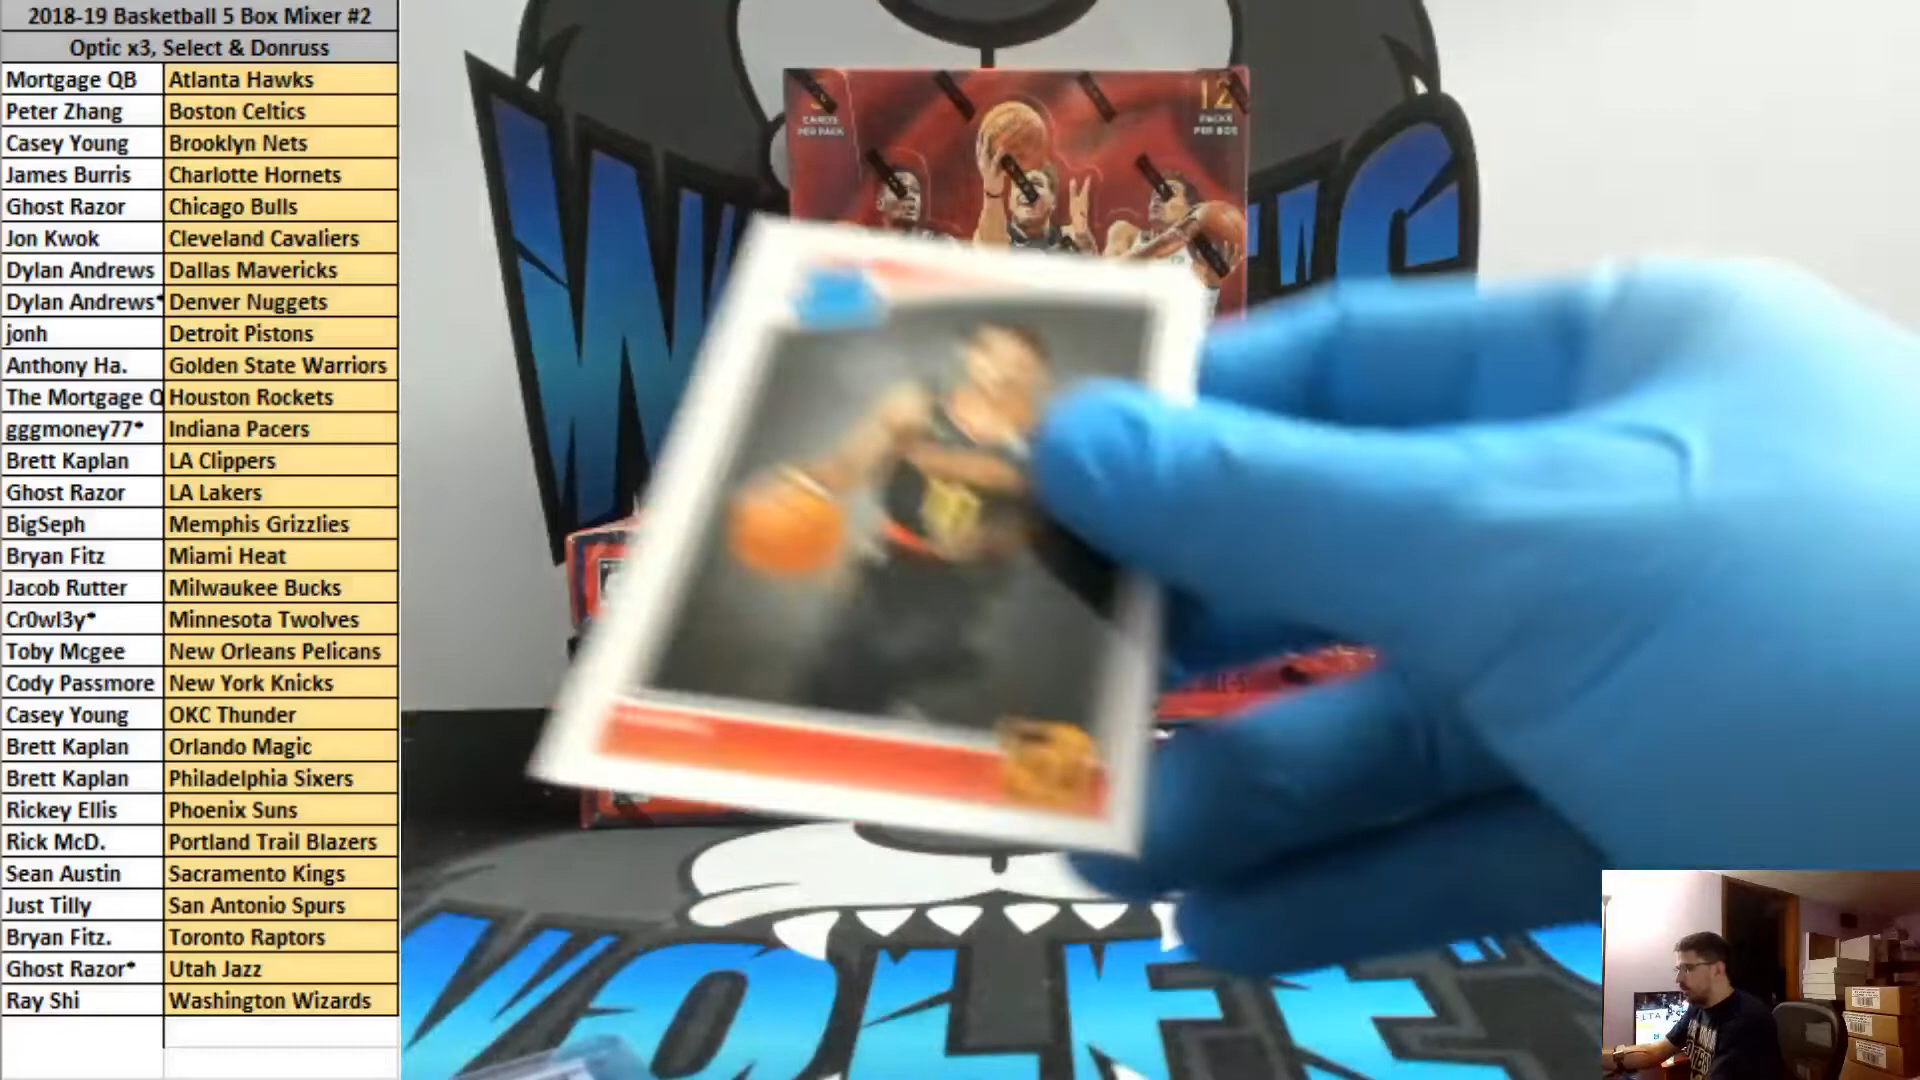 2018-19 Basketball 5 Box Mixer #2
Optic x3, Select & Donruss
Mortgage QB Atlanta Hawks
Peter Zhang Boston Celtics
Casey Young Brooklyn Nets
James Burris Charlotte Hornets
Ghost Razor Chicago Bulls
Jon Kwok Cleveland Cavaliers
Dylan Andrews Dallas Mavericks
Dylan Andrews* Denver Nuggets
jonh Detroit Pistons
Anthony Ha. Golden State Warriors
The Mortgage Q Houston Rockets
gggmoney77* Indiana Pacers
Brett Kaplan LA Clippers
Ghost Razor LA Lakers
BigSeph Memphis Grizzlies
Bryan Fitz Miami Heat
Jacob Rutter Milwaukee Bucks
Cr0wl3y* Minnesota Twolves
Toby Mcgee New Orleans Pelicans
Cody Passmore New York Knicks
Casey Young OKC Thunder
Brett Kaplan Orlando Magic
Brett Kaplan Philadelphia Sixers
Rickey Ellis Phoenix Suns
Rick McD. Portland Trail Blazers
Sean Austin Sacramento Kings
Just Tilly San Antonio Spurs
Bryan Fitz. Toronto Raptors
Ghost Razor* Utah Jazz
Ray Shi Washington Wizards
CARDS
PER PACK
12
PACKS
PER BOX